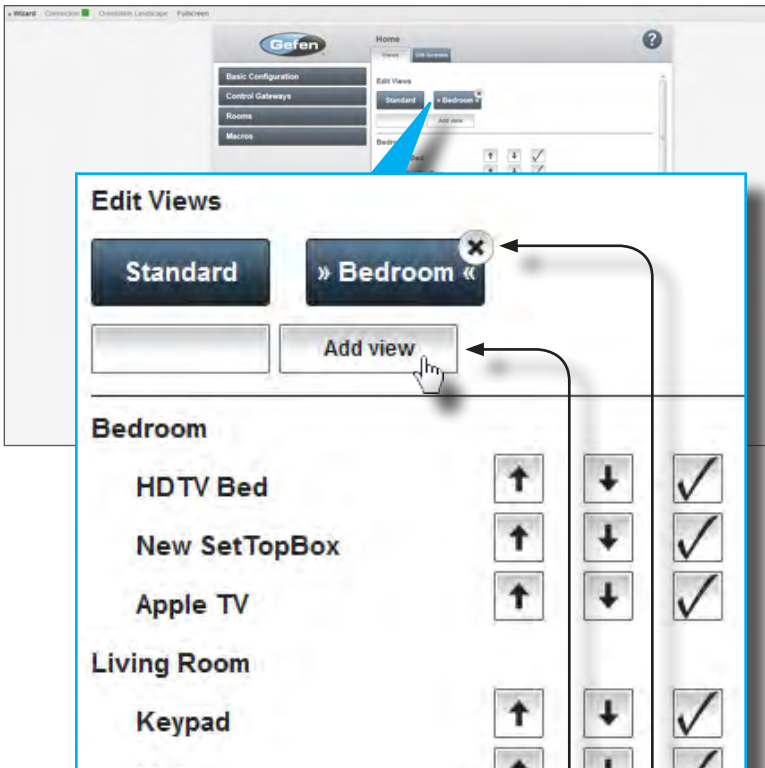 » Wizard Connection Orientation Landscape Fullscreen
Gefen
Home
?
Views Edit Screens
Basic Configuration
Control Gateways
Rooms
Macros
Edit Views
Standard » Bedroom «
Add view
Edit Views
Standard » Bedroom «
Add view
Bedroom
HDTV Bed
New SetTopBox
Apple TV
Living Room
Keypad